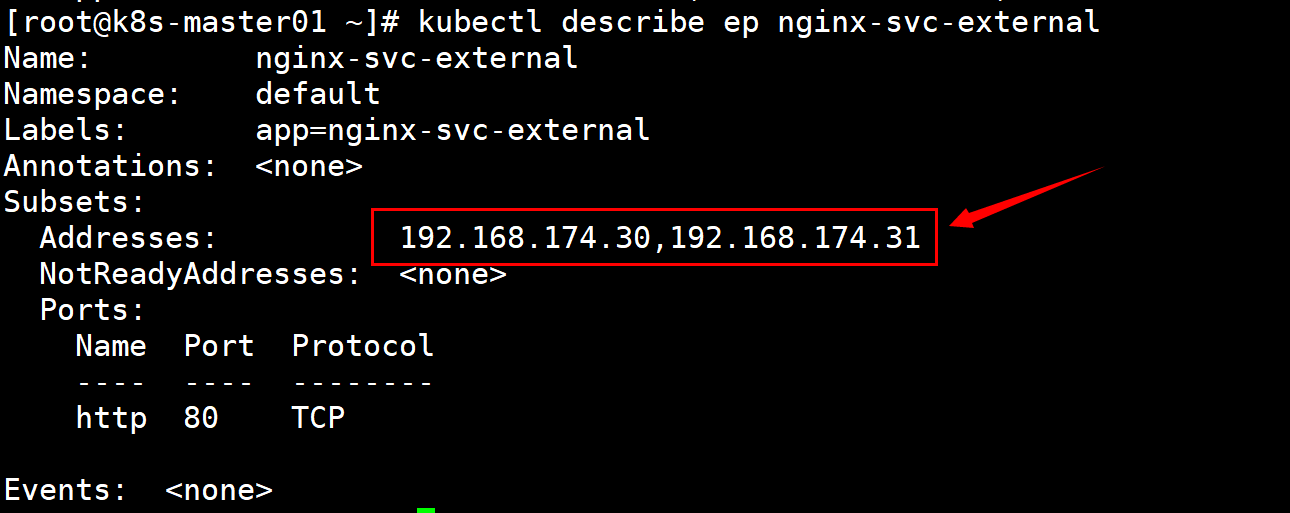 [root@k8s-master01 ~]# kubectl describe ep nginx-svc-external
Name:         nginx-svc-external
Namespace:    default
Labels:       app=nginx-svc-external
Annotations:  <none>
Subsets:
  Addresses:          192.168.174.30,192.168.174.31
  NotReadyAddresses:  <none>
  Ports:
    Name  Port  Protocol
    ----  ----  --------
    http  80    TCP

Events:  <none>